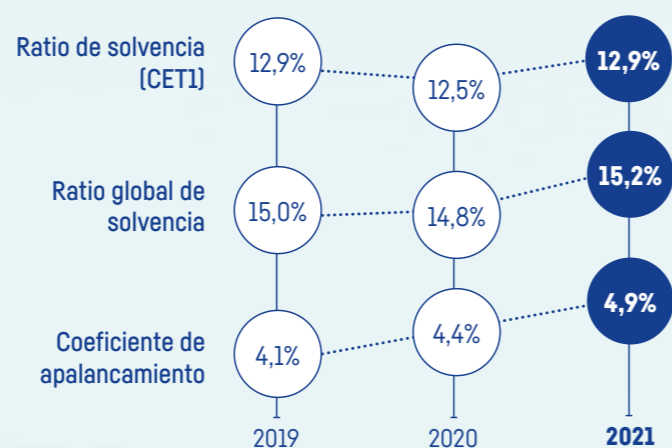 Ratio de solvencia
(CET1)
12,9%
12,5%
12,9%
Ratio global de
solvencia
15,0%
14,8%
15,2%
Coeficiente de
apalancamiento
4,1%
4,4%
4,9%
2019
2020
2021